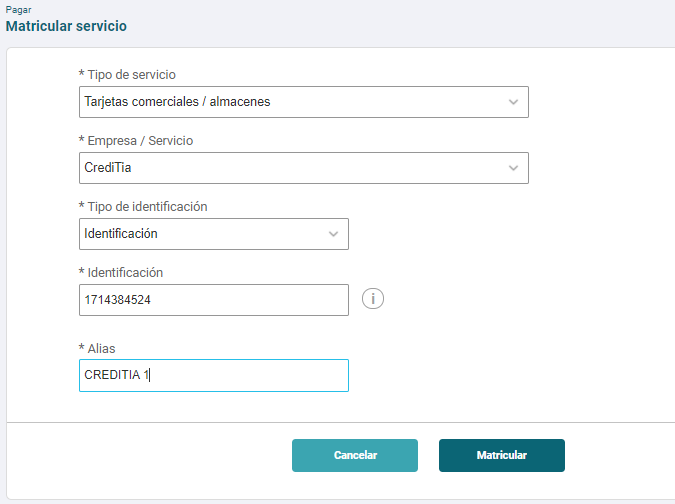 Pagar
Matricular servicio
* Tipo de servicio
Tarjetas comerciales / almacenes
* Empresa / Servicio
CrediTia
* Tipo de identificación
Identificación
* Identificación
1714384524
i
* Alias
CREDITIA 1
Cancelar Matricular